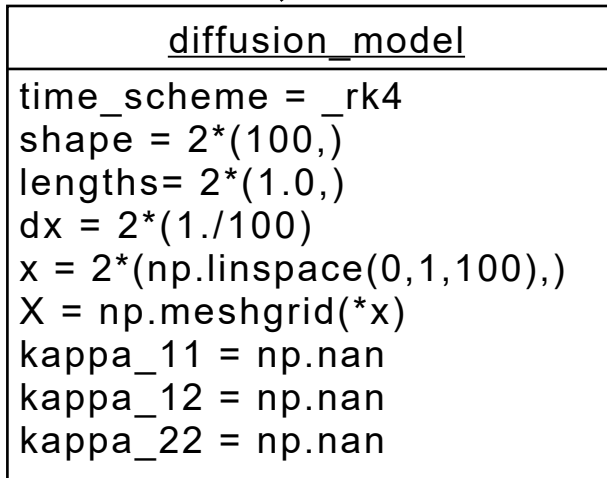 diffusion_model
time_scheme = _rk4
shape = 2*(100,)
lengths= 2*(1.0,)
dx = 2*(1./100)
x = 2*(np.linspace(0,1,100),)
X = np.meshgrid(*x)
kappa_11 = np.nan
kappa_12 = np.nan
kappa_22 = np.nan